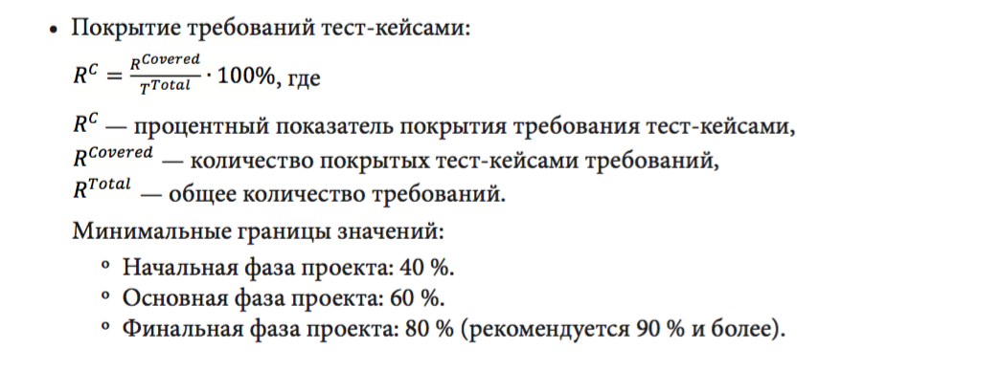 • Покрытие требований тест-кейсами:
R^C = R^Covered / T^Total · 100%, где
R^C — процентный показатель покрытия требования тест-кейсами,
R^Covered — количество покрытых тест-кейсами требований,
R^Total — общее количество требований.
Минимальные границы значений:
◦ Начальная фаза проекта: 40 %.
◦ Основная фаза проекта: 60 %.
◦ Финальная фаза проекта: 80 % (рекомендуется 90 % и более).